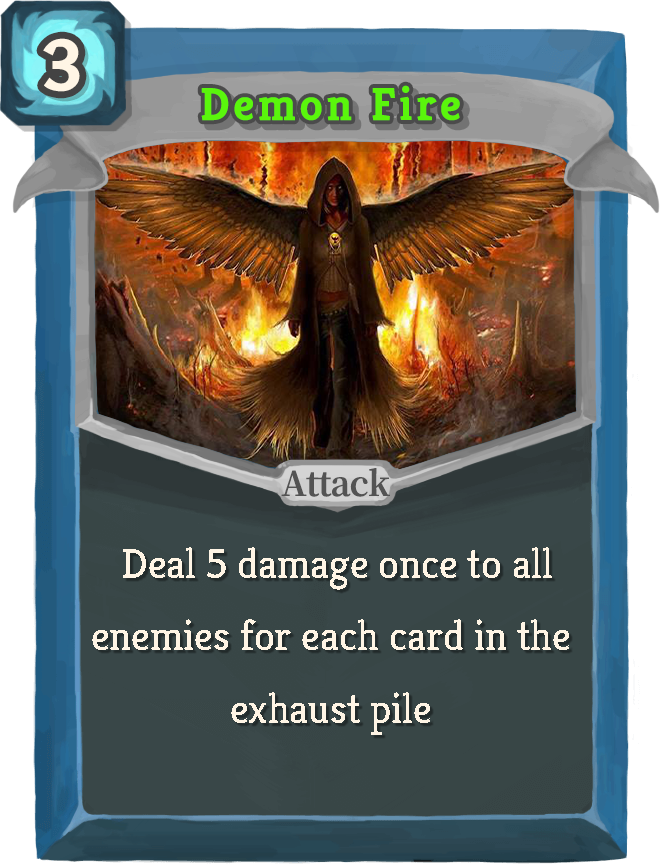 3
Demon Fire
Attack
Deal 5 damage once to all
enemies for each card in the
exhaust pile